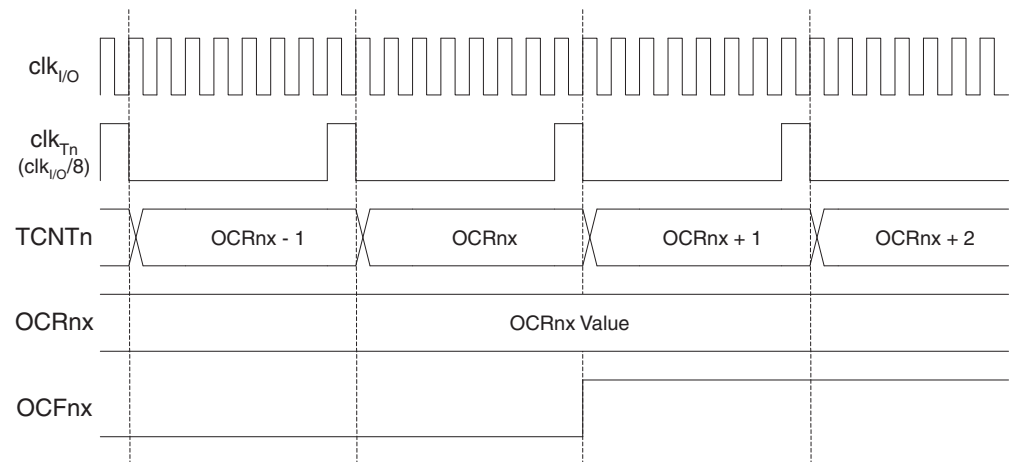 clkI/O
clkTn
(clkI/O/8)
TCNTn
OCRnx - 1
OCRnx
OCRnx + 1
OCRnx + 2
OCRnx
OCRnx Value
OCFnx